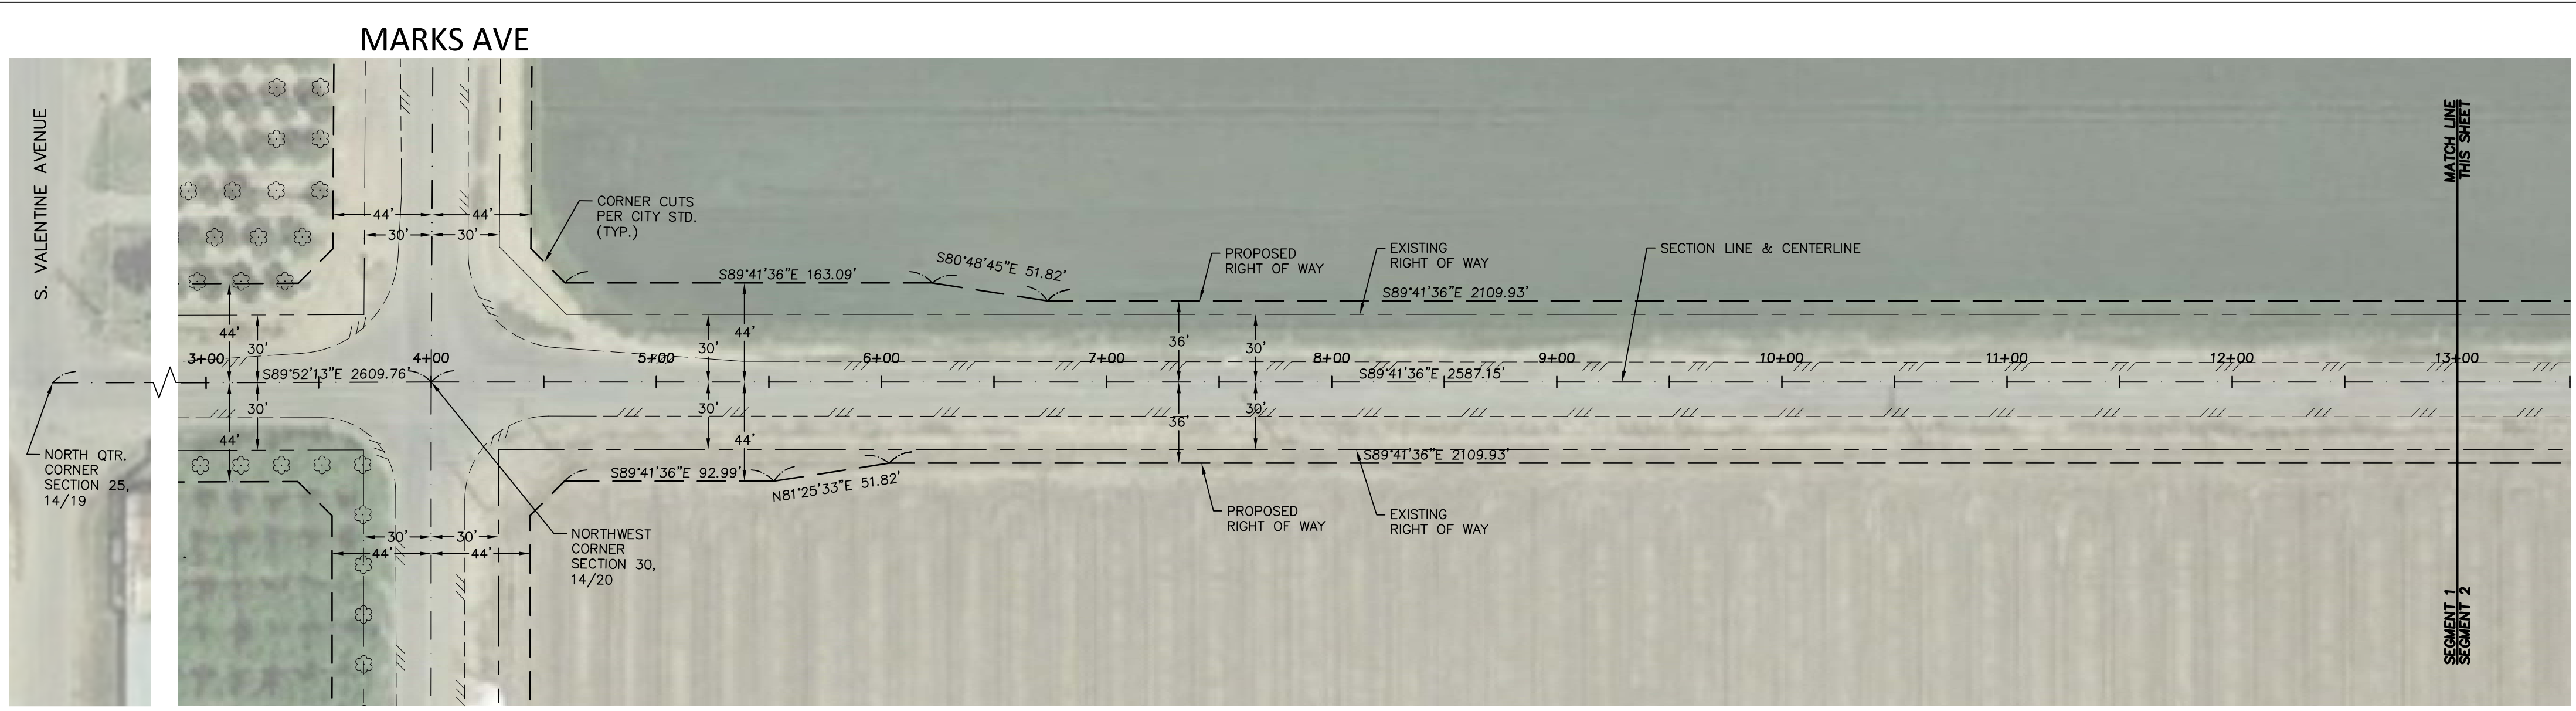 MARKS AVE
S. VALENTINE AVENUE
MATCH LINE
THIS SHEET
CORNER CUTS
PER CITY STD.
(TYP.)
44'
44'
30'
30'
PROPOSED
RIGHT OF WAY
EXISTING
RIGHT OF WAY
SECTION LINE & CENTERLINE
S89°41'36"E 163.09'
S80°48'45"E 51.82'
S89°41'36"E 2109.93'
44'
30'
30'
44'
36'
30'
3+00
4+00
5+00
6+00
7+00
8+00
9+00
10+00
11+00
12+00
13+00
S89°52'13"E 2609.76'
S89°41'36"E 2587.15'
30'
44'
30'
44'
36'
30'
NORTH QTR.
CORNER
SECTION 25,
14/19
S89°41'36"E 92.99'
N81°25'33"E 51.82'
S89°41'36"E 2109.93'
PROPOSED
RIGHT OF WAY
EXISTING
RIGHT OF WAY
30'
30'
44'
44'
NORTHWEST
CORNER
SECTION 30,
14/20
SEGMENT 1
SEGMENT 2